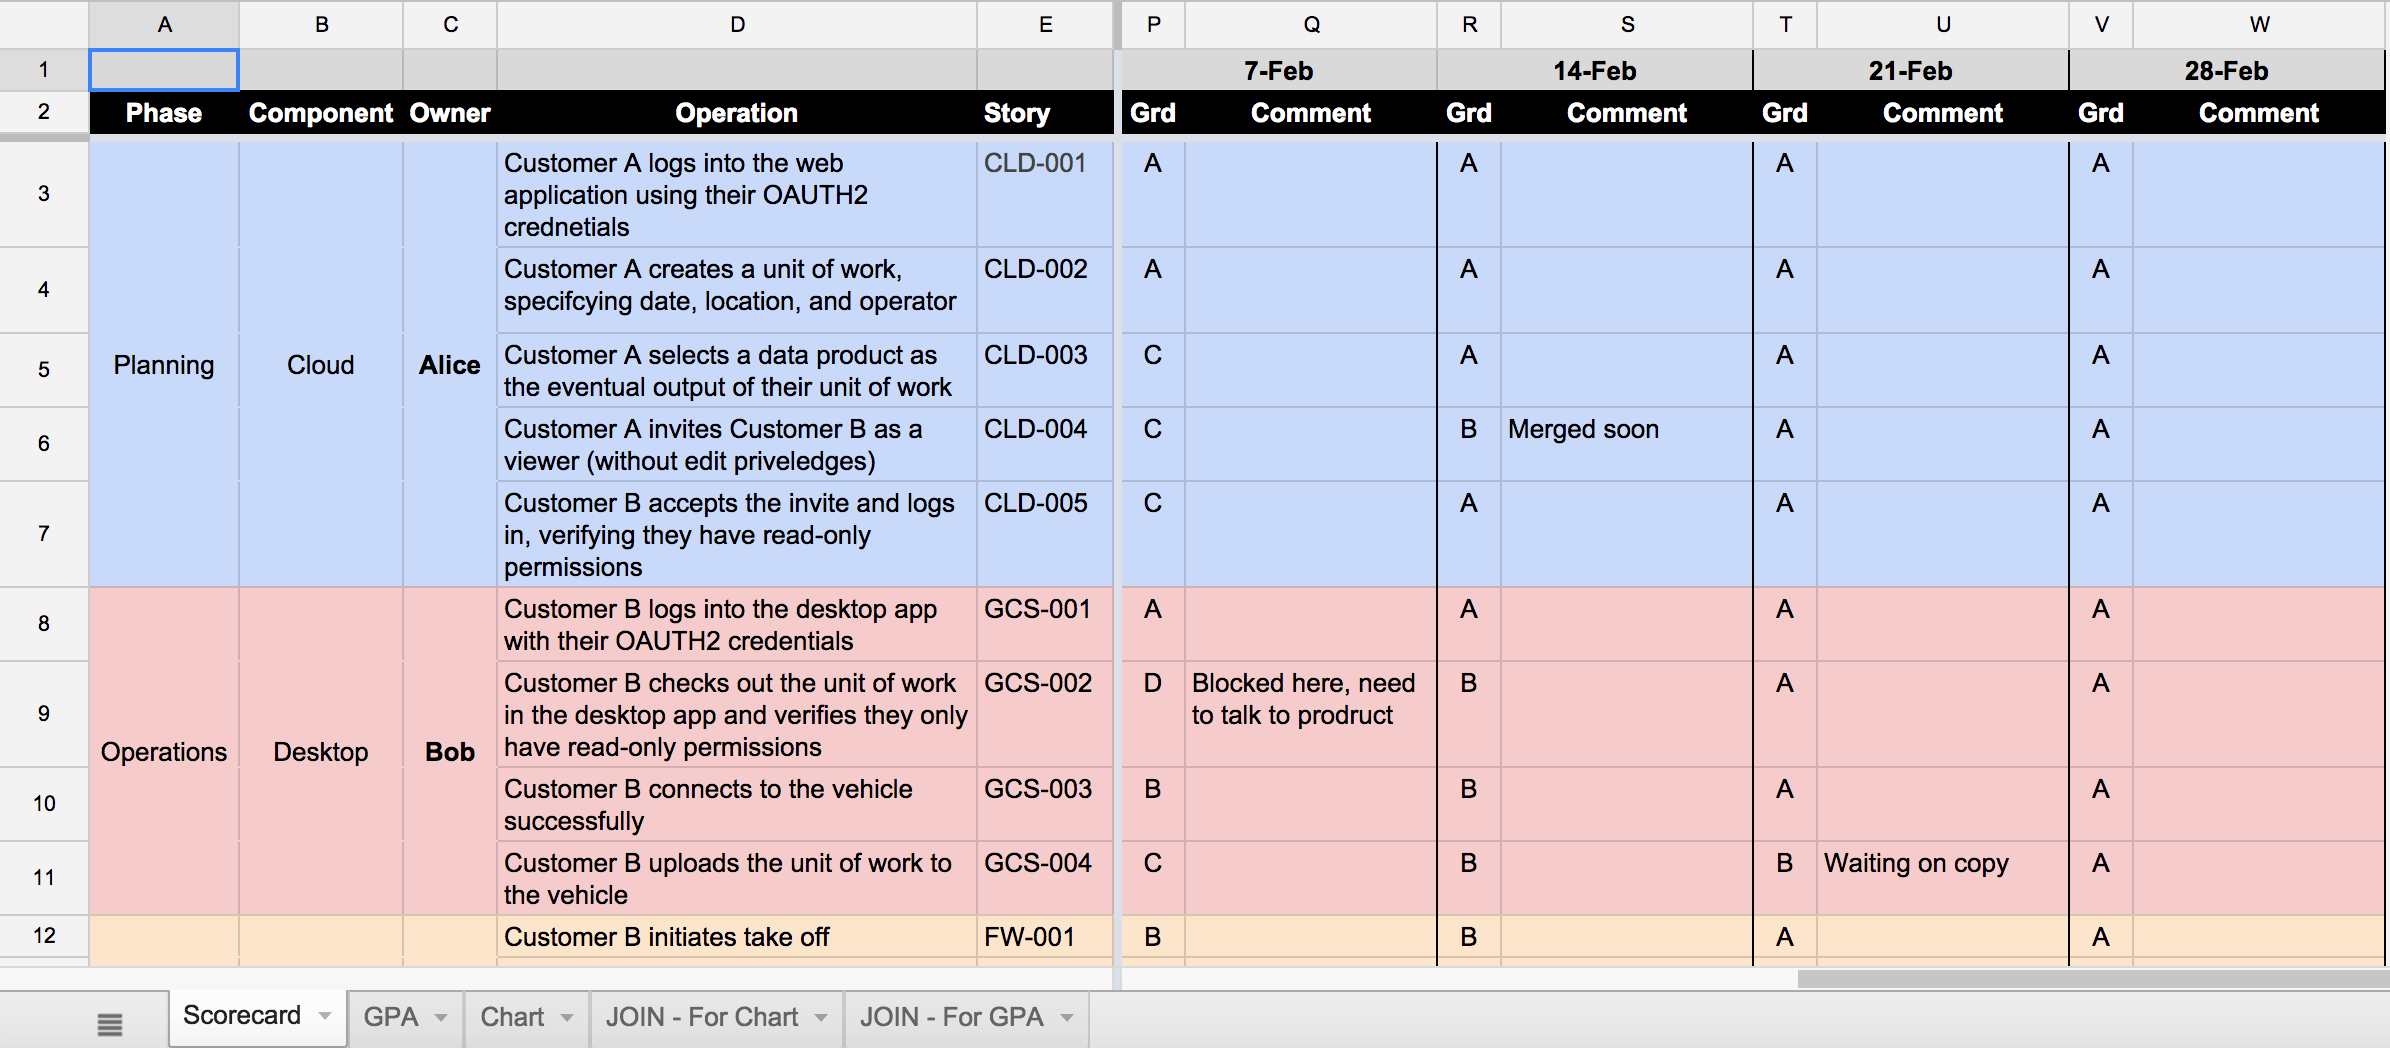 A B C D E P Q R S T U V W
1 7-Feb 14-Feb 21-Feb 28-Feb
2 Phase Component Owner Operation Story Grd Comment Grd Comment Grd Comment Grd Comment
3 Customer A logs into the web CLD-001 A A A A
application using their OAUTH2
crednetials
4 Customer A creates a unit of work, CLD-002 A A A A
specifcying date, location, and operator
Planning Cloud Alice
5 Customer A selects a data product as CLD-003 C A A A
the eventual output of their unit of work
6 Customer A invites Customer B as a CLD-004 C B Merged soon A A
viewer (without edit priveledges)
7 Customer B accepts the invite and logs CLD-005 C A A A
in, verifying they have read-only
permissions
8 Customer B logs into the desktop app GCS-001 A A A A
with their OAUTH2 credentials
Operations Desktop Bob
9 Customer B checks out the unit of work GCS-002 D Blocked here, need B A A
in the desktop app and verifies they only to talk to prodruct
have read-only permissions
10 Customer B connects to the vehicle GCS-003 B B A A
successfully
11 Customer B uploads the unit of work to GCS-004 C B B Waiting on copy A
the vehicle
12 Customer B initiates take off FW-001 B B A A
Scorecard GPA Chart JOIN - For Chart JOIN - For GPA